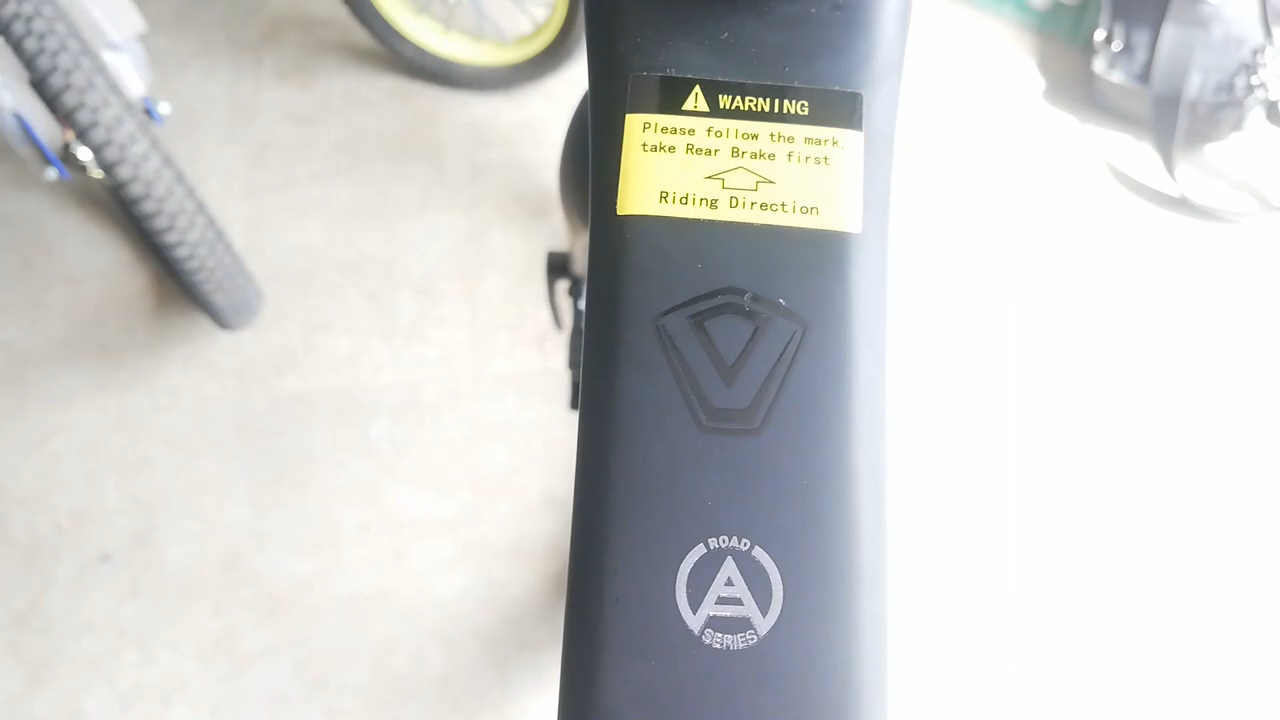 WARNING
Please follow the mark,
take Rear Brake first
Riding Direction
ROAD
A
SERIES